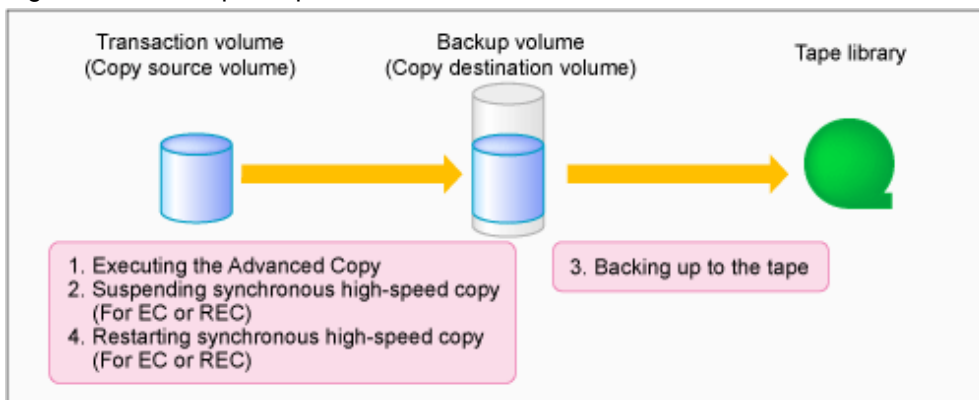 Transaction volume
(Copy source volume)
Backup volume
(Copy destination volume)
Tape library
1. Executing the Advanced Copy
2. Suspending synchronous high-speed copy
(For EC or REC)
4. Restarting synchronous high-speed copy
(For EC or REC)
3. Backing up to the tape